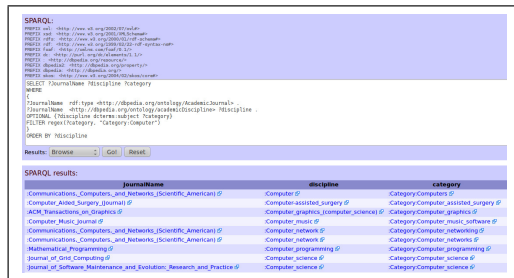 SPARQL:
PREFIX owl: <http://www.w3.org/2002/07/owl#>
PREFIX xsd: <http://www.w3.org/2001/XMLSchema#>
PREFIX rdfs: <http://www.w3.org/2000/01/rdf-schema#>
PREFIX rdf: <http://www.w3.org/1999/02/22-rdf-syntax-ns#>
PREFIX foaf: <http://xmlns.com/foaf/0.1/>
PREFIX dc: <http://purl.org/dc/elements/1.1/>
PREFIX : <http://dbpedia.org/resource/>
PREFIX dbpedia2: <http://dbpedia.org/property/>
PREFIX dbpedia: <http://dbpedia.org/>
PREFIX skos: <http://www.w3.org/2004/02/skos/core#>
SELECT ?JournalName ?discipline ?category
WHERE
{
?JournalName rdf:type <http://dbpedia.org/ontology/AcademicJournal> .
?JournalName <http://dbpedia.org/ontology/academicDiscipline> ?discipline .
OPTIONAL {?discipline dcterms:subject ?category}
FILTER regex(?category, "Category:Computer")
}
ORDER BY ?discipline
Results: Browse Go! Reset
SPARQL results:
JournalName discipline category
:Communications,_Computers,_and_Networks_(Scientific_American) :Computer :Category:Computers
:Computer_Aided_Surgery_(Journal) :Computer-assisted_surgery :Category:Computer_assisted_surgery
:ACM_Transactions_on_Graphics :Computer_graphics_(computer_science) :Category:Computer_graphics
:Computer_Music_Journal :Computer_music :Category:Computer_music_software
:Communications,_Computers,_and_Networks_(Scientific_American) :Computer_network :Category:Computer_networking
:Communications,_Computers,_and_Networks_(Scientific_American) :Computer_network :Category:Computer_networks
:Mathematical_Programming :Computer_programming :Category:Computer_programming
:Journal_of_Grid_Computing :Computer_science :Category:Computer_science
:Journal_of_Software_Maintenance_and_Evolution:_Research_and_Practice :Computer_science :Category:Computer_science